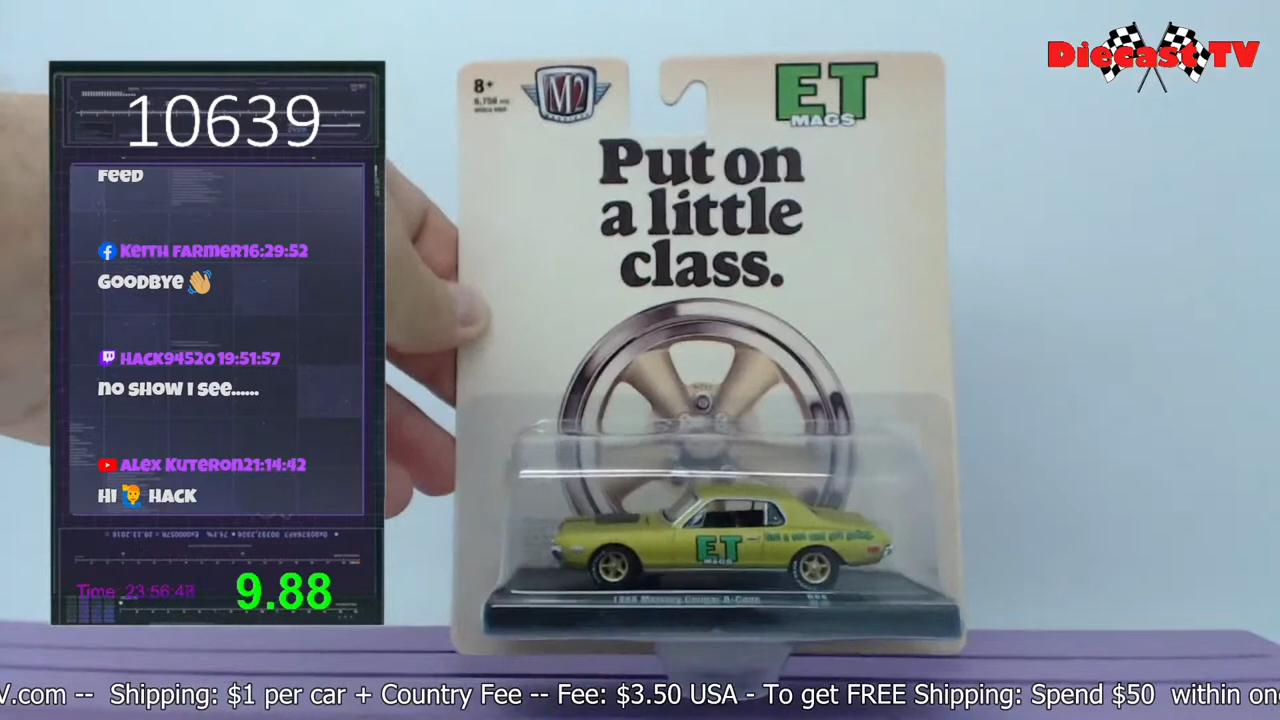 Diecast TV
10639
FEED
Keith Farmer16:29:52
GOODBYE 👋
HACK94520 19:51:57
NO SHOW I SEE......
Alex Kuteron21:14:42
HI 🙋 HACK
Time 23:56:43
9.88
8+
M2
ET
MAGS
Put on
a little
class.
ET
MAGS
V.com -- Shipping: $1 per car + Country Fee -- Fee: $3.50 USA - To get FREE Shipping: Spend $50 within on